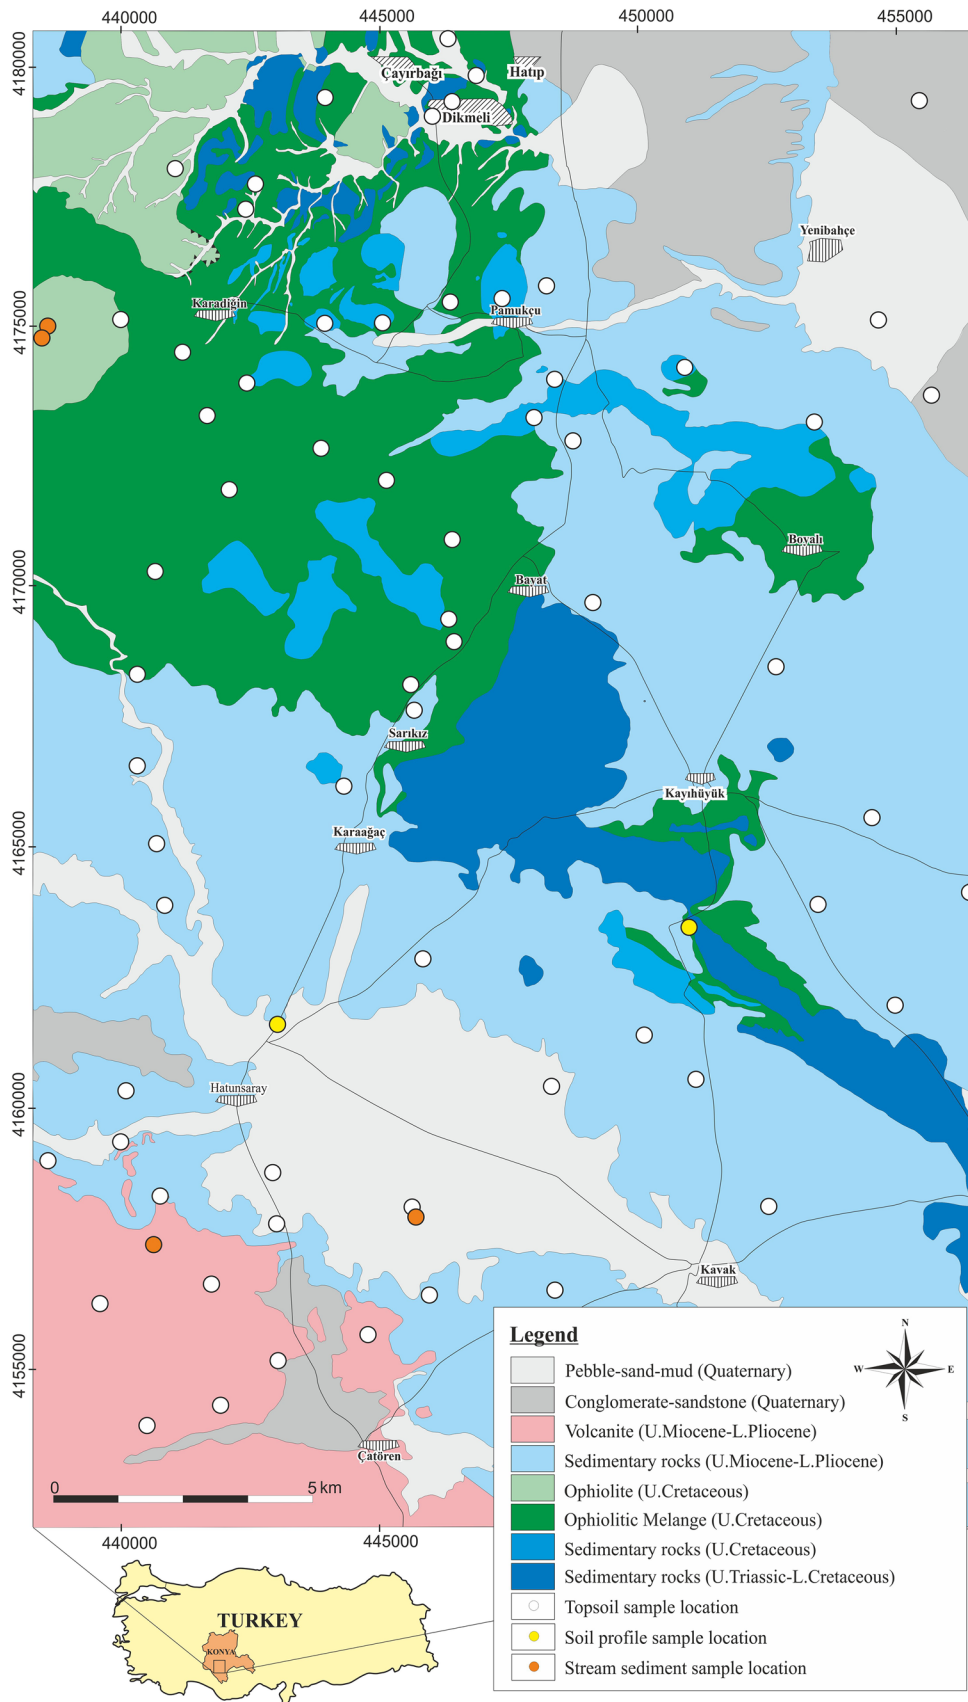 440000
445000
450000
455000
4180000
4175000
4170000
4165000
4160000
4155000
Çayırbağı
Hatıp
Dikmeli
Yenibahçe
Karadiğin
Pamukçu
Boyalı
Bayat
Sarıkız
Kayıhüyük
Karaağaç
Hatunsaray
Kavak
Çatören
0
5 km
440000
445000
Legend
N
W
E
S
Pebble-sand-mud (Quaternary)
Conglomerate-sandstone (Quaternary)
Volcanite (U.Miocene-L.Pliocene)
Sedimentary rocks (U.Miocene-L.Pliocene)
Ophiolite (U.Cretaceous)
Ophiolitic Melange (U.Cretaceous)
Sedimentary rocks (U.Cretaceous)
Sedimentary rocks (U.Triassic-L.Cretaceous)
Topsoil sample location
Soil profile sample location
Stream sediment sample location
TURKEY
KONYA